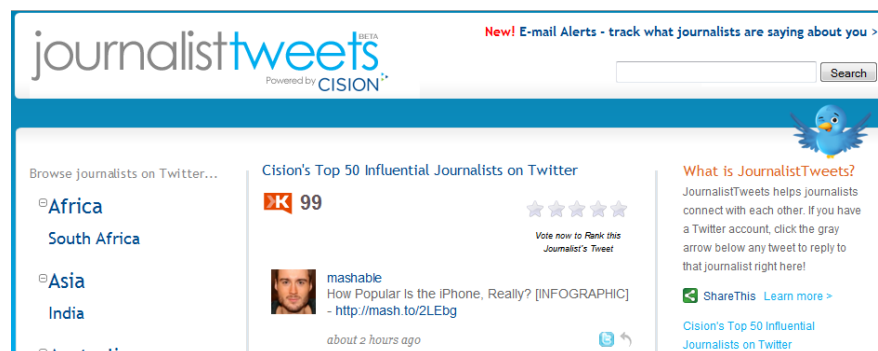 New! E-mail Alerts - track what journalists are saying about you >
journalisttweets BETA
Powered by CISION
Search
Browse journalists on Twitter...
Africa
South Africa
Asia
India
Cision's Top 50 Influential Journalists on Twitter
K 99
Vote now to Rank this
Journalist's Tweet
mashable
How Popular Is the iPhone, Really? [INFOGRAPHIC]
- http://mash.to/2LEbg
about 2 hours ago
What is JournalistTweets?
JournalistTweets helps journalists
connect with each other. If you have
a Twitter account, click the gray
arrow below any tweet to reply to
that journalist right here!
ShareThis Learn more >
Cision's Top 50 Influential
Journalists on Twitter